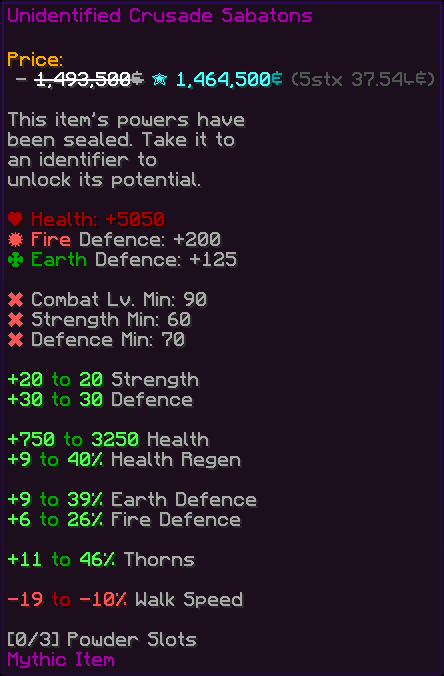 Unidentified Crusade Sabatons
Price:
- 1,493,500² ★ 1,464,500² (5stx 37.54L²)
This item's powers have
been sealed. Take it to
an identifier to
unlock its potential.
❤ Health: +5050
✹ Fire Defence: +200
✤ Earth Defence: +125
✖ Combat Lv. Min: 90
✖ Strength Min: 60
✖ Defence Min: 70
+20 to 20 Strength
+30 to 30 Defence
+750 to 3250 Health
+9 to 40% Health Regen
+9 to 39% Earth Defence
+6 to 26% Fire Defence
+11 to 46% Thorns
-19 to -10% Walk Speed
[0/3] Powder Slots
Mythic Item